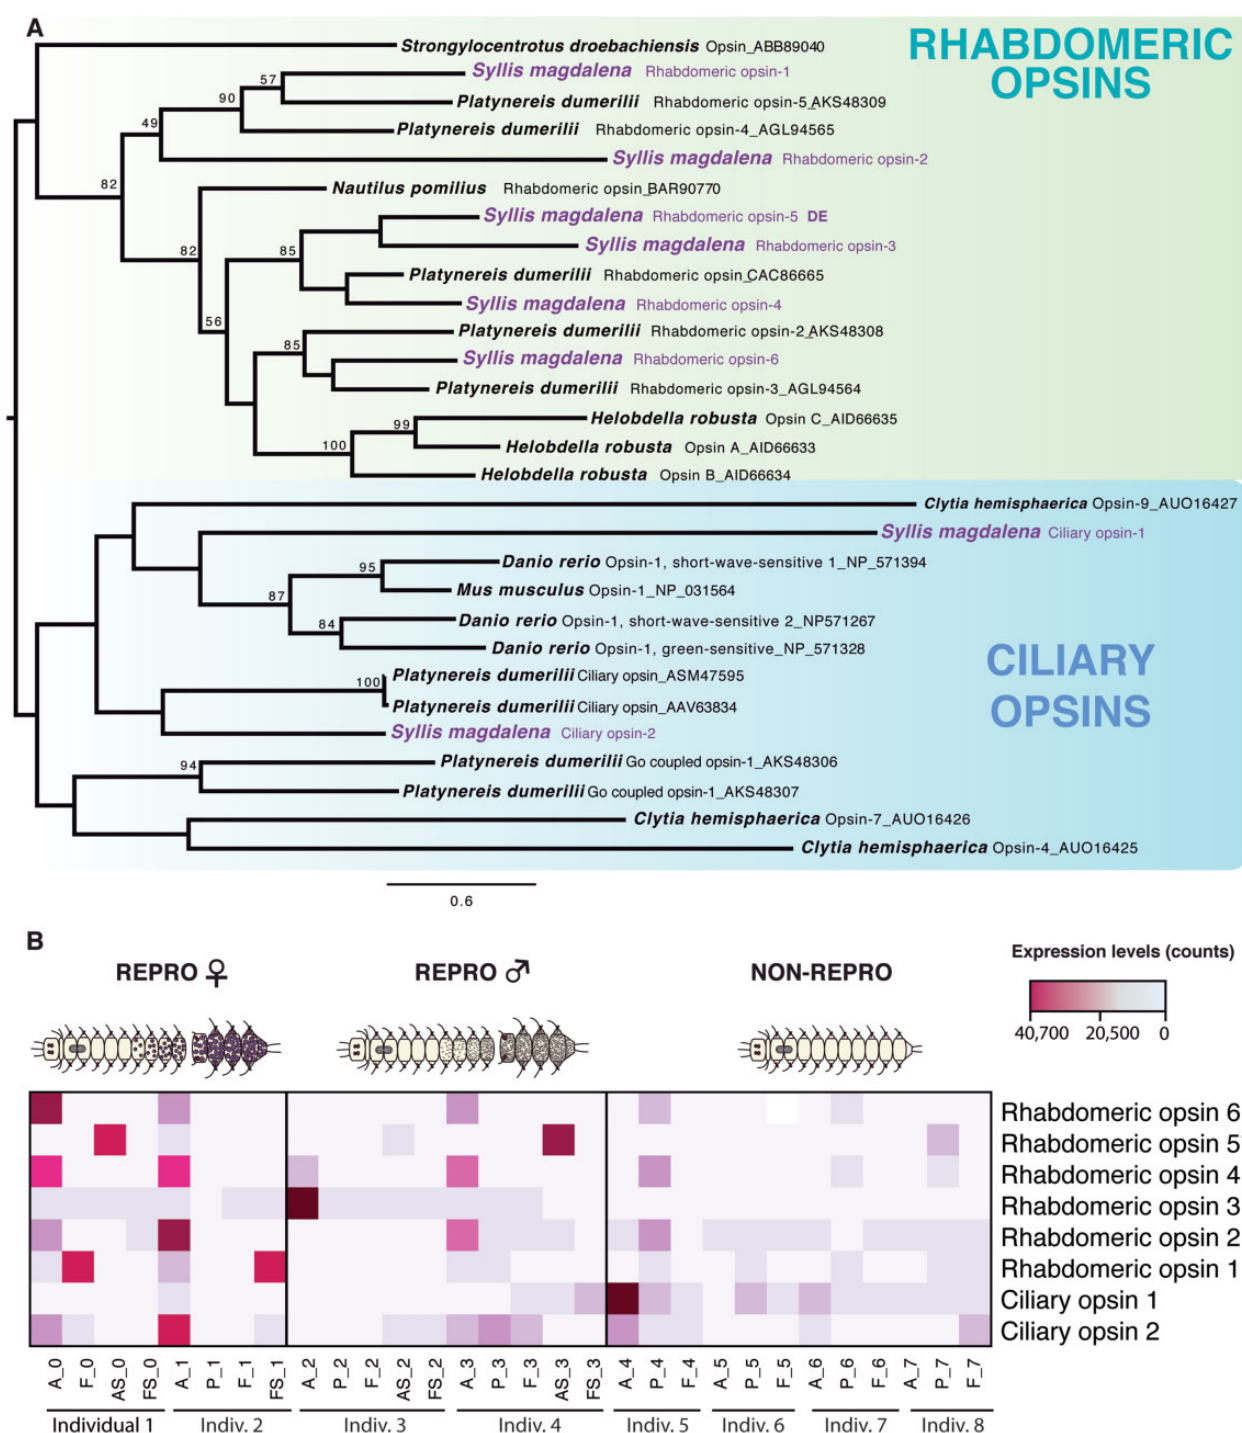 A
RHABDOMERIC
OPSINS
Strongylocentrotus droebachiensis Opsin_ABB89040
Syllis magdalena Rhabdomeric opsin-1
57
Platynereis dumerilii Rhabdomeric opsin-5_AKS48309
90
Platynereis dumerilii Rhabdomeric opsin-4_AGL94565
49
Syllis magdalena Rhabdomeric opsin-2
82
Nautilus pomilius Rhabdomeric opsin_BAR90770
Syllis magdalena Rhabdomeric opsin-5 DE
82
85
Syllis magdalena Rhabdomeric opsin-3
Platynereis dumerilii Rhabdomeric opsin_CAC86665
Syllis magdalena Rhabdomeric opsin-4
56
Platynereis dumerilii Rhabdomeric opsin-2_AKS48308
85
Syllis magdalena Rhabdomeric opsin-6
Platynereis dumerilii Rhabdomeric opsin-3_AGL94564
Helobdella robusta Opsin C_AID66635
99
Helobdella robusta Opsin A_AID66633
100
Helobdella robusta Opsin B_AID66634
Clytia hemisphaerica Opsin-9_AUO16427
Syllis magdalena Ciliary opsin-1
Danio rerio Opsin-1, short-wave-sensitive 1_NP_571394
95
Mus musculus Opsin-1_NP_031564
87
Danio rerio Opsin-1, short-wave-sensitive 2_NP571267
84
Danio rerio Opsin-1, green-sensitive_NP_571328
CILIARY
OPSINS
Platynereis dumerilii Ciliary opsin_ASM47595
100
Platynereis dumerilii Ciliary opsin_AAV63834
Syllis magdalena Ciliary opsin-2
Platynereis dumerilii Go coupled opsin-1_AKS48306
94
Platynereis dumerilii Go coupled opsin-1_AKS48307
Clytia hemisphaerica Opsin-7_AUO16426
Clytia hemisphaerica Opsin-4_AUO16425
0.6
B
REPRO ♀
REPRO ♂
NON-REPRO
Expression levels (counts)
40,700 20,500 0
Rhabdomeric opsin 6
Rhabdomeric opsin 5
Rhabdomeric opsin 4
Rhabdomeric opsin 3
Rhabdomeric opsin 2
Rhabdomeric opsin 1
Ciliary opsin 1
Ciliary opsin 2
A_0
F_0
AS_0
FS_0
A_1
P_1
F_1
FS_1
A_2
P_2
F_2
AS_2
FS_2
A_3
P_3
F_3
AS_3
FS_3
A_4
P_4
F_4
A_5
P_5
F_5
A_6
P_6
F_6
A_7
P_7
F_7
Individual 1 Indiv. 2 Indiv. 3 Indiv. 4 Indiv. 5 Indiv. 6 Indiv. 7 Indiv. 8